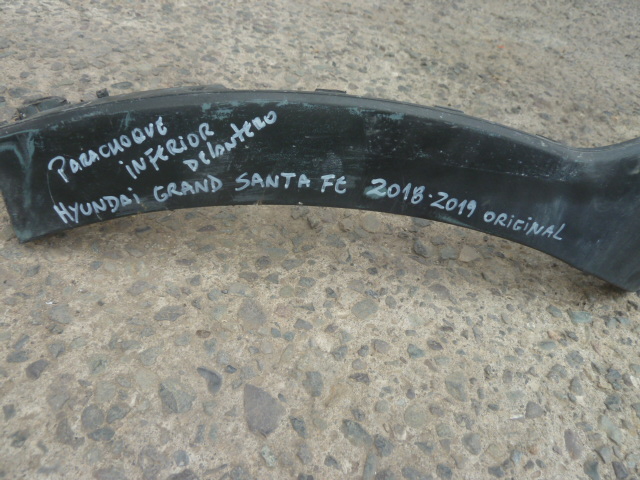 PARACHOQUE
INFERIOR
DELANTERO
HYUNDAI GRAND SANTA FE 2018-2019 ORIGINAL